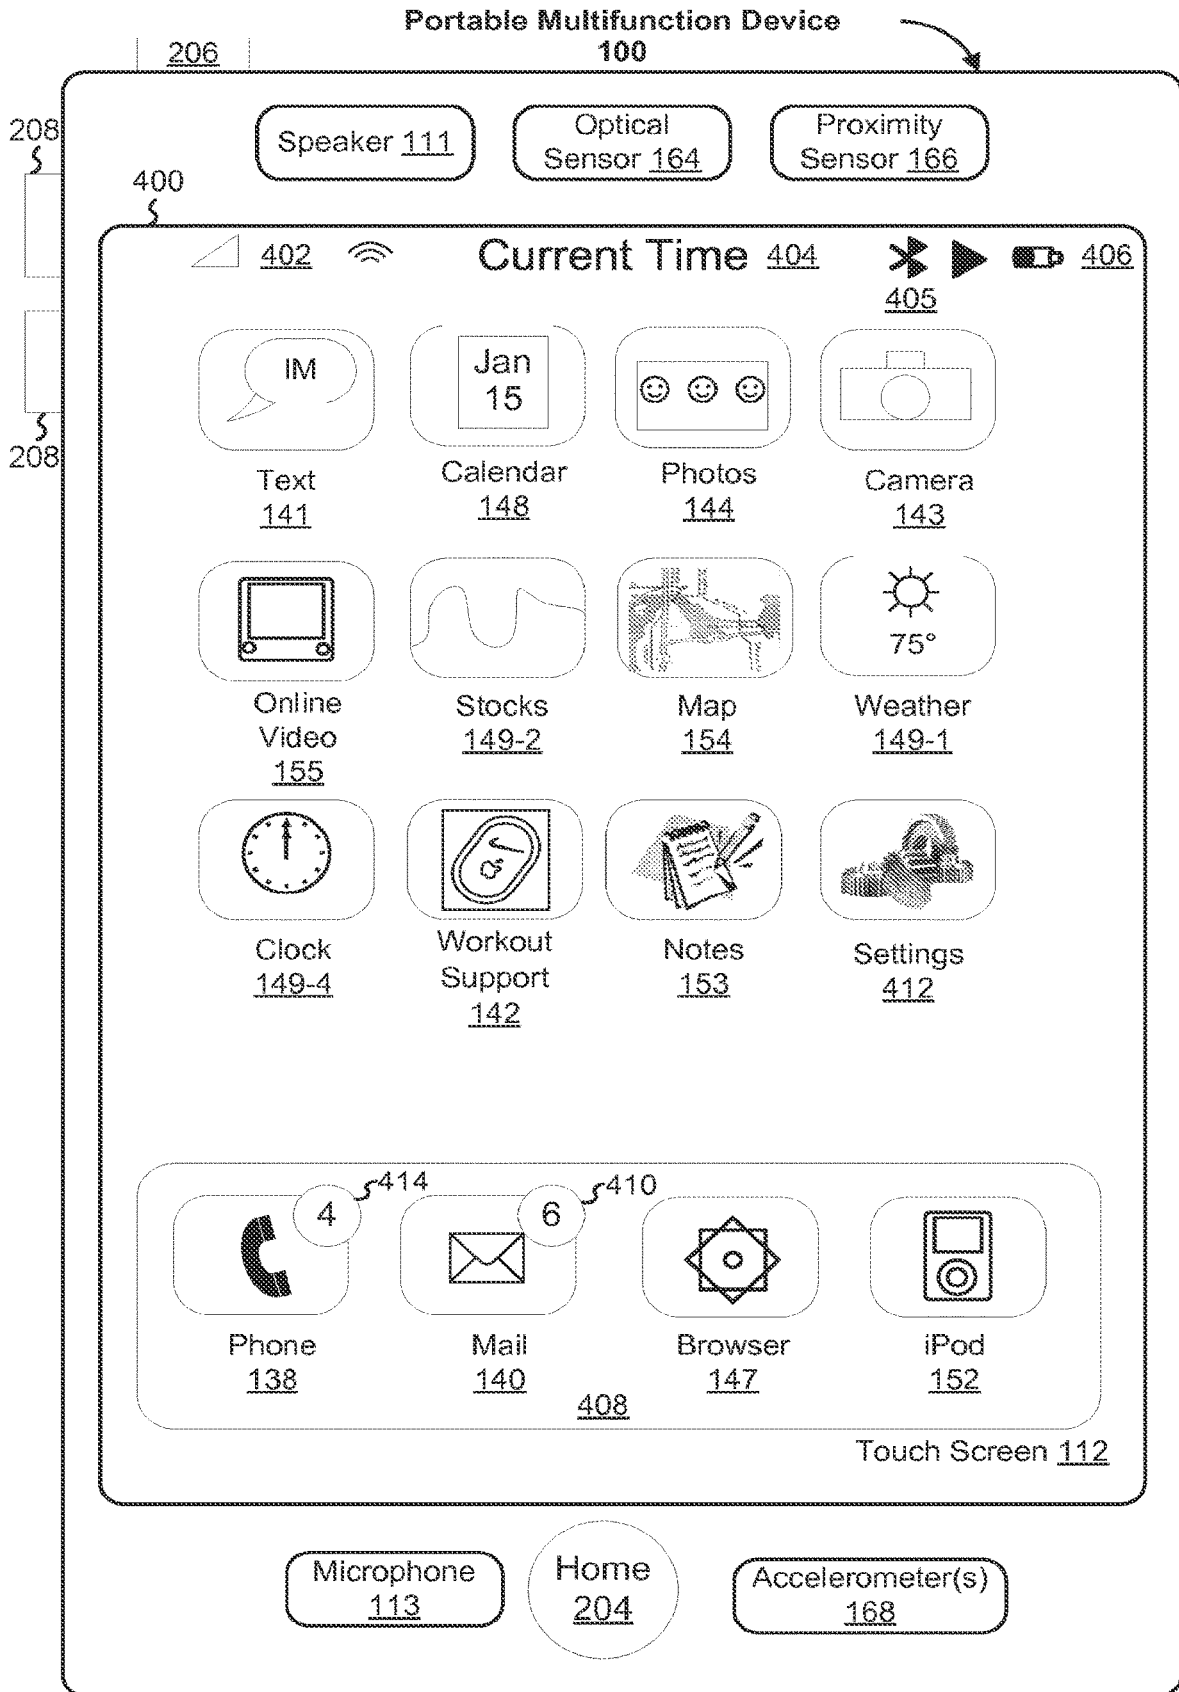 Portable Multifunction Device
100
206
208
Speaker 111
Optical
Sensor 164
Proximity
Sensor 166
400
402
Current Time 404
406
405
IM
Jan
15
208
Text
141
Calendar
148
Photos
144
Camera
143
75°
Online
Video
155
Stocks
149-2
Map
154
Weather
149-1
Clock
149-4
Workout
Support
142
Notes
153
Settings
412
4
414
6
410
Phone
138
Mail
140
Browser
147
iPod
152
408
Touch Screen 112
Microphone
113
Home
204
Accelerometer(s)
168